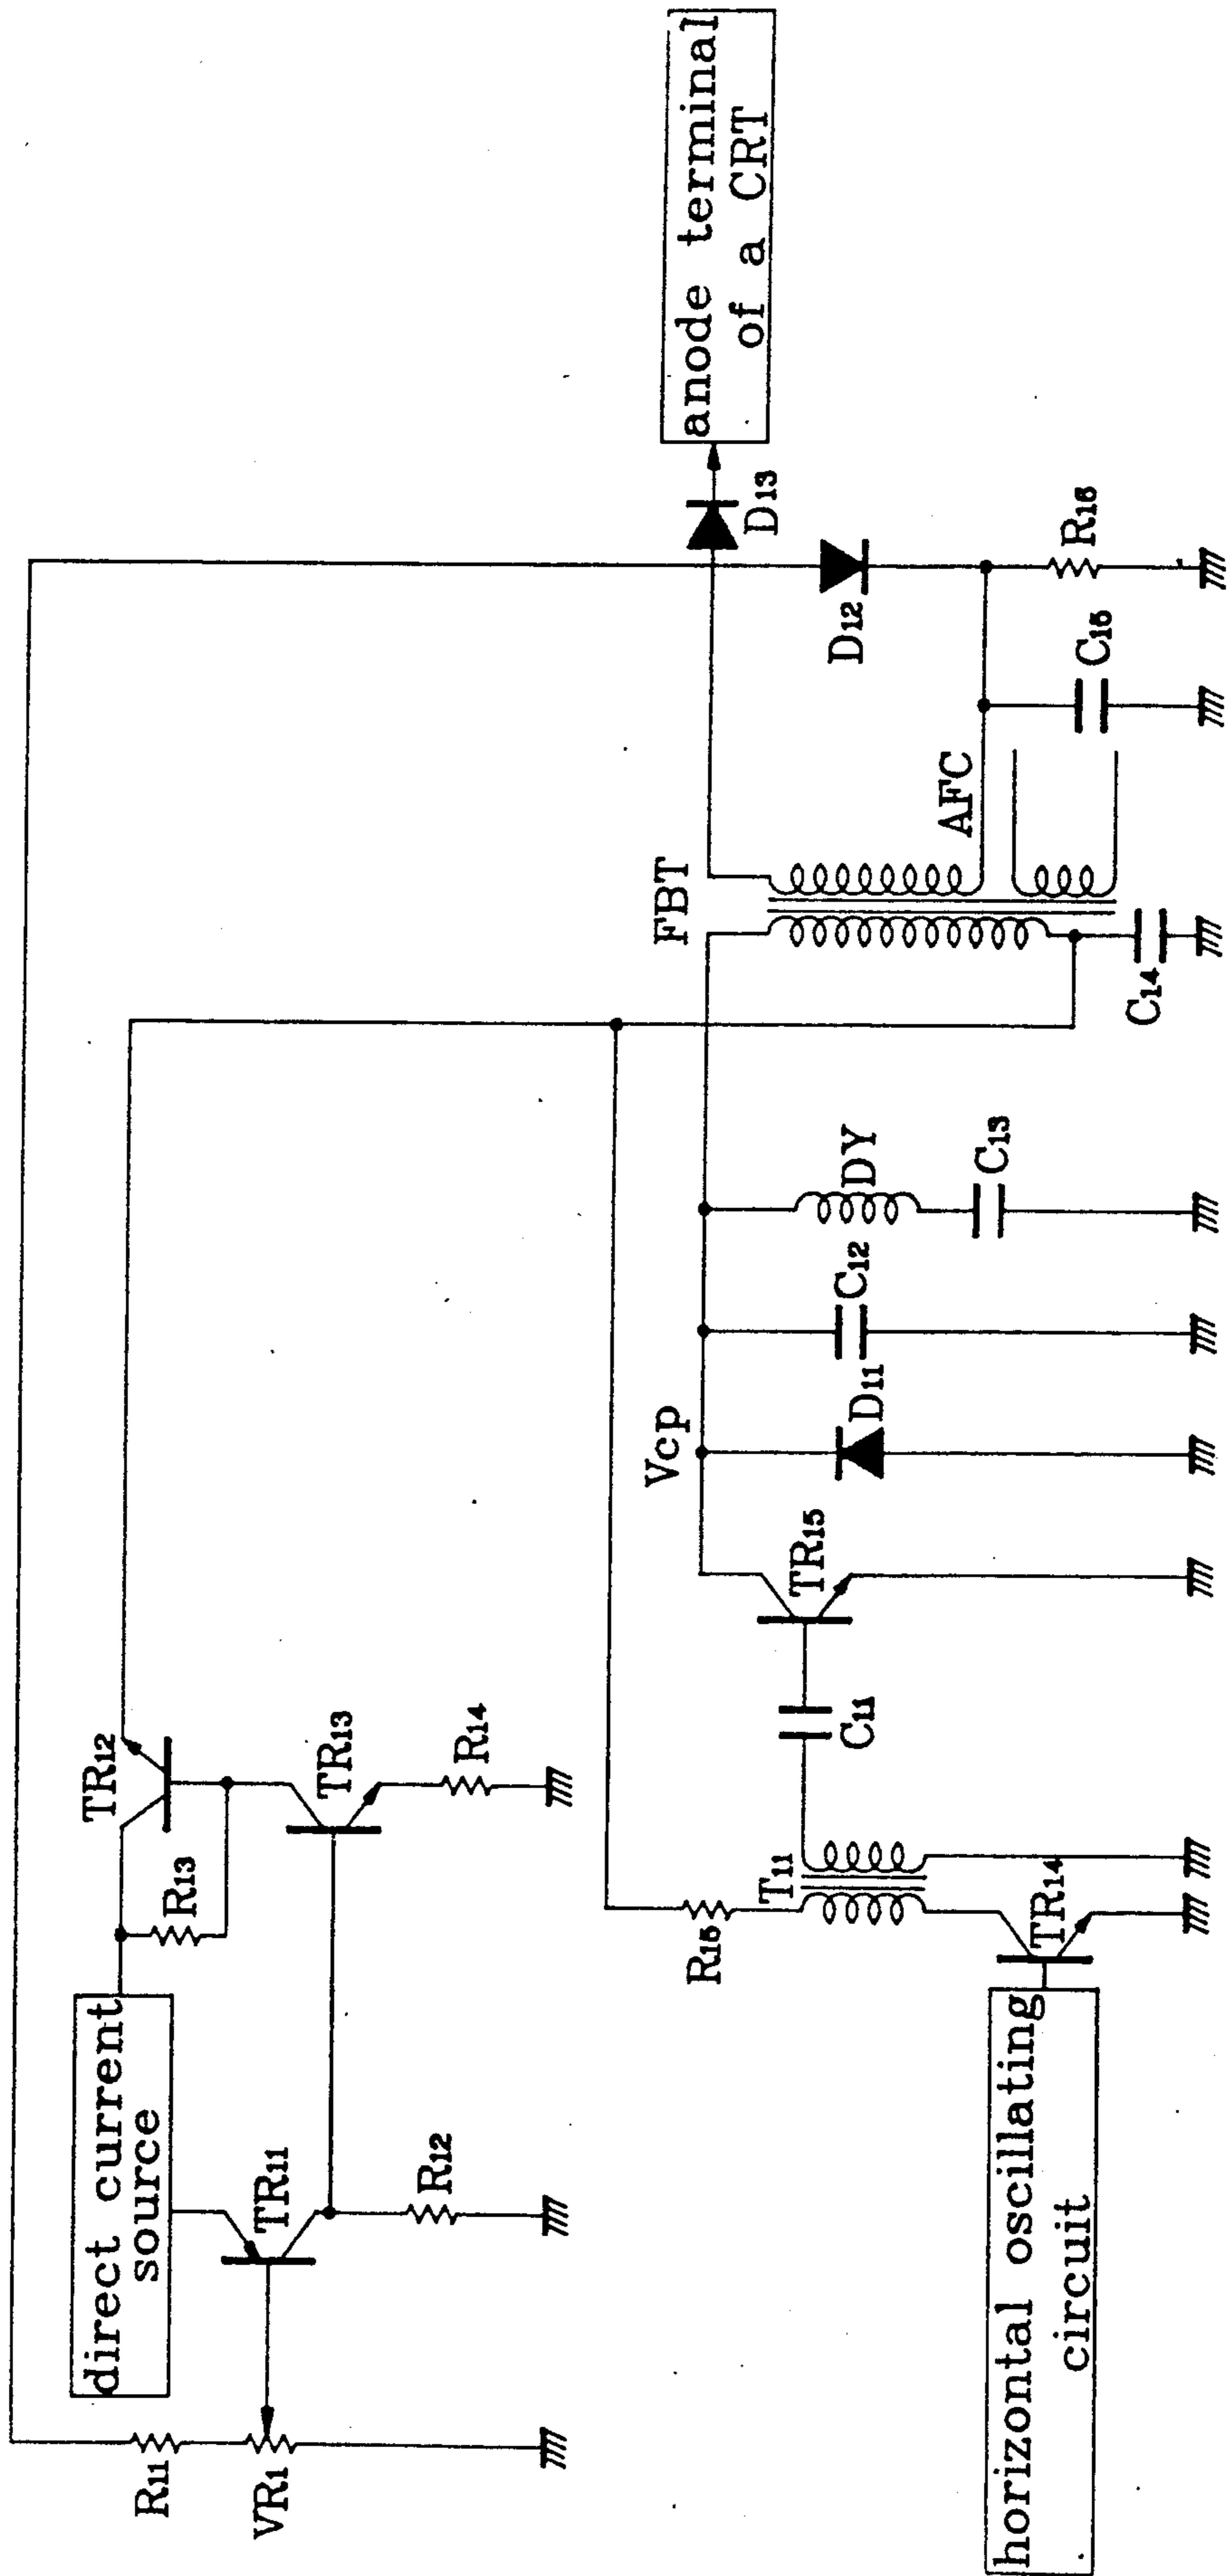 R11
VR1
direct current
source
TR11
R12
R13
TR12
TR13
R14
horizontal oscillating
circuit
R15
T11
TR14
C11
TR15
Vcp
D11
C12
DY
C13
FBT
C14
AFC
C15
D12
R16
D13
anode terminal
of a CRT